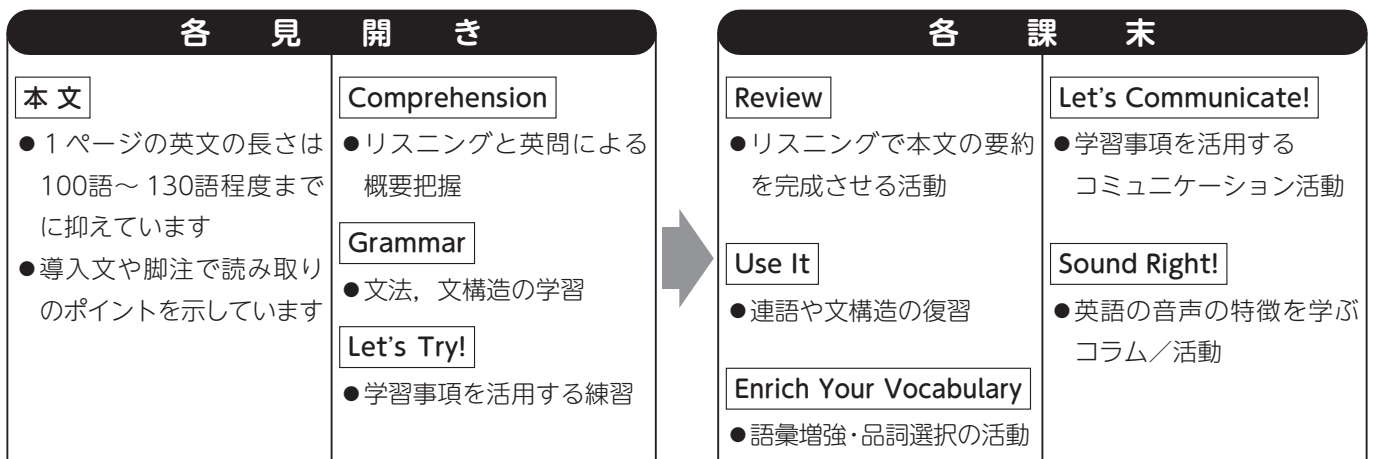 各見開き
本文
●１ページの英文の長さは
100語～130語程度まで
に抑えています
●導入文や脚注で読み取り
のポイントを示しています
Comprehension
●リスニングと英問による
概要把握
Grammar
●文法，文構造の学習
Let's Try!
●学習事項を活用する練習
各課末
Review
●リスニングで本文の要約
を完成させる活動
Use It
●連語や文構造の復習
Enrich Your Vocabulary
●語彙増強・品詞選択の活動
Let's Communicate!
●学習事項を活用する
コミュニケーション活動
Sound Right!
●英語の音声の特徴を学ぶ
コラム／活動